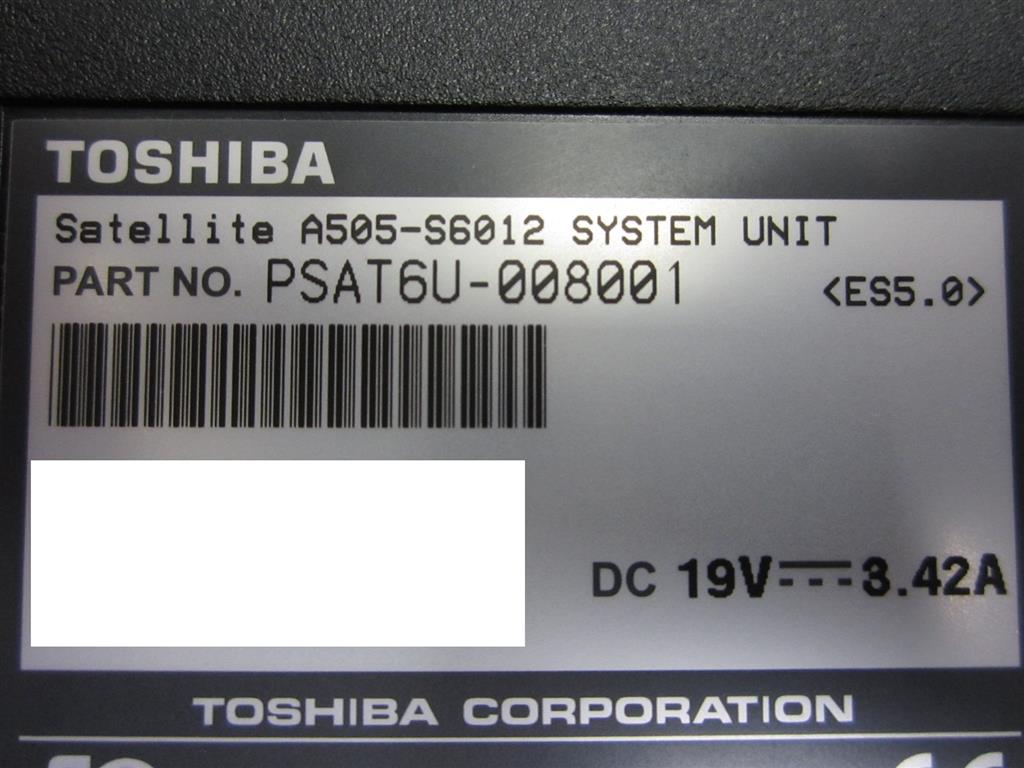 TOSHIBA
Satellite A505-S6012 SYSTEM UNIT
PART NO. PSAT6U-008001 <ES5.0>
DC 19V 3.42A
TOSHIBA CORPORATION